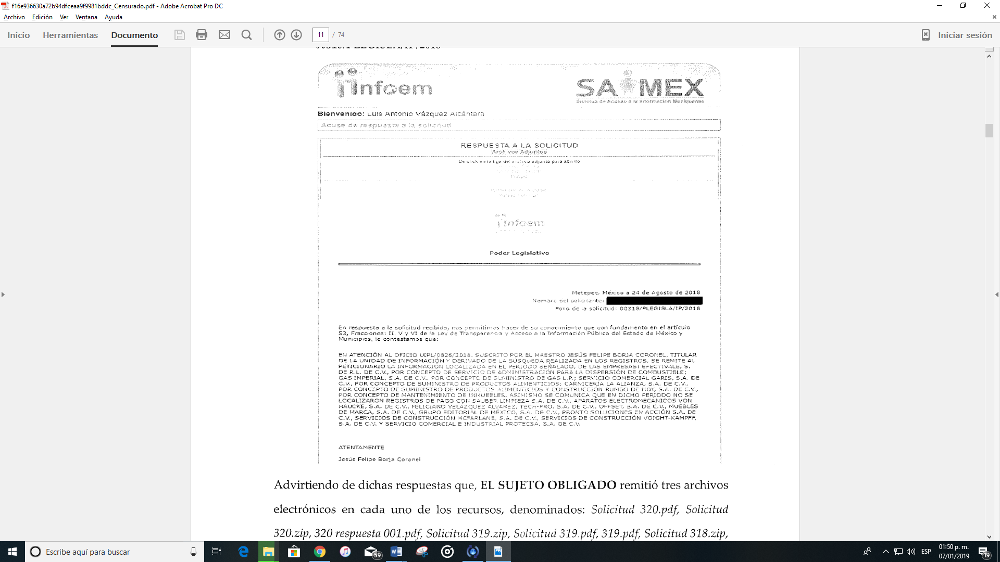 f16e936630a72b94dfceaa9f9981bddc_Censurado.pdf - Adobe Acrobat Pro DC
Archivo Edición Ver Ventana Ayuda
Inicio Herramientas Documento 11 / 74 Iniciar sesión
infoem SAIMEX
Sistema de Acceso a la Información Mexiquense
Bienvenido: Luis Antonio Vázquez Alcántara
Acuse de respuesta a la solicitud
RESPUESTA A LA SOLICITUD
Archivos Adjuntos
De click en la liga del archivo adjunto para abrirlo
infoem
Poder Legislativo
Metepec, México a 24 de Agosto de 2018
Nombre del solicitante:
Folio de la solicitud: 00318/PLEGISLA/IP/2018
En respuesta a la solicitud recibida, nos permitimos hacer de su conocimiento que con fundamento en el artículo
53, Fracciones: II, V y VI de la Ley de Transparencia y Acceso a la Información Pública del Estado de México y
Municipios, le contestamos que:
EN ATENCIÓN AL OFICIO UIPL/0826/2018, SUSCRITO POR EL MAESTRO JESÚS FELIPE BORJA CORONEL, TITULAR
DE LA UNIDAD DE INFORMACIÓN Y DERIVADO DE LA BÚSQUEDA REALIZADA EN LOS REGISTROS, SE REMITE AL
PETICIONARIO LA INFORMACIÓN LOCALIZADA EN EL PERIODO SEÑALADO, DE LAS EMPRESAS: EFECTIVALE, S.
DE R.L. DE C.V., POR CONCEPTO DE SERVICIO DE ADMINISTRACIÓN PARA LA DISPERSIÓN DE COMBUSTIBLE;
GAS IMPERIAL, S.A. DE C.V., POR CONCEPTO DE SUMINISTRO DE GAS L.P.; SERVICIO COMERCIAL GARIS, S.A. DE
C.V., POR CONCEPTO DE SUMINISTRO DE PRODUCTOS ALIMENTICIOS; CARNICERÍA LA ALIANZA, S.A. DE C.V.,
POR CONCEPTO DE SUMINISTRO DE PRODUCTOS ALIMENTICIOS Y CONSTRUCCIÓN RUMBO DE HOY, S.A. DE C.V.,
POR CONCEPTO DE MANTENIMIENTO DE INMUEBLES. ASIMISMO SE COMUNICA QUE EN DICHO PERIODO NO SE
LOCALIZARON REGISTROS DE PAGO CON SAUBER LIMPIEZA S.A. DE C.V., APARATOS ELECTROMECÁNICOS VON
HAUCKE, S.A. DE C.V., FELICIANO VELÁZQUEZ ÁLVAREZ, TECH-PRO, S.A. DE C.V., OFFSET, S.A. DE C.V., MUEBLES
DE MARCA, S.A. DE C.V., GRUPO EDITORIAL DE MÉXICO, S.A. DE C.V., PRONTO SOLUCIONES EN ACCIÓN S.A. DE
C.V., SERVICIOS DE CONSTRUCCIÓN MCFARLANE, S.A. DE C.V., SERVICIOS DE CONSTRUCCIÓN VOIGHT-KAMPFF,
S.A. DE C.V. Y SERVICIO COMERCIAL E INDUSTRIAL PROTECSA, S.A. DE C.V.
ATENTAMENTE
Jesús Felipe Borja Coronel
Advirtiendo de dichas respuestas que, EL SUJETO OBLIGADO remitió tres archivos
electrónicos en cada uno de los recursos, denominados: Solicitud 320.pdf, Solicitud
320.zip, 320 respuesta 001.pdf, Solicitud 319.zip, Solicitud 319.pdf, 319.pdf, Solicitud 318.zip,
Escribe aquí para buscar 59 ESP 01:50 p. m. 19
07/01/2019